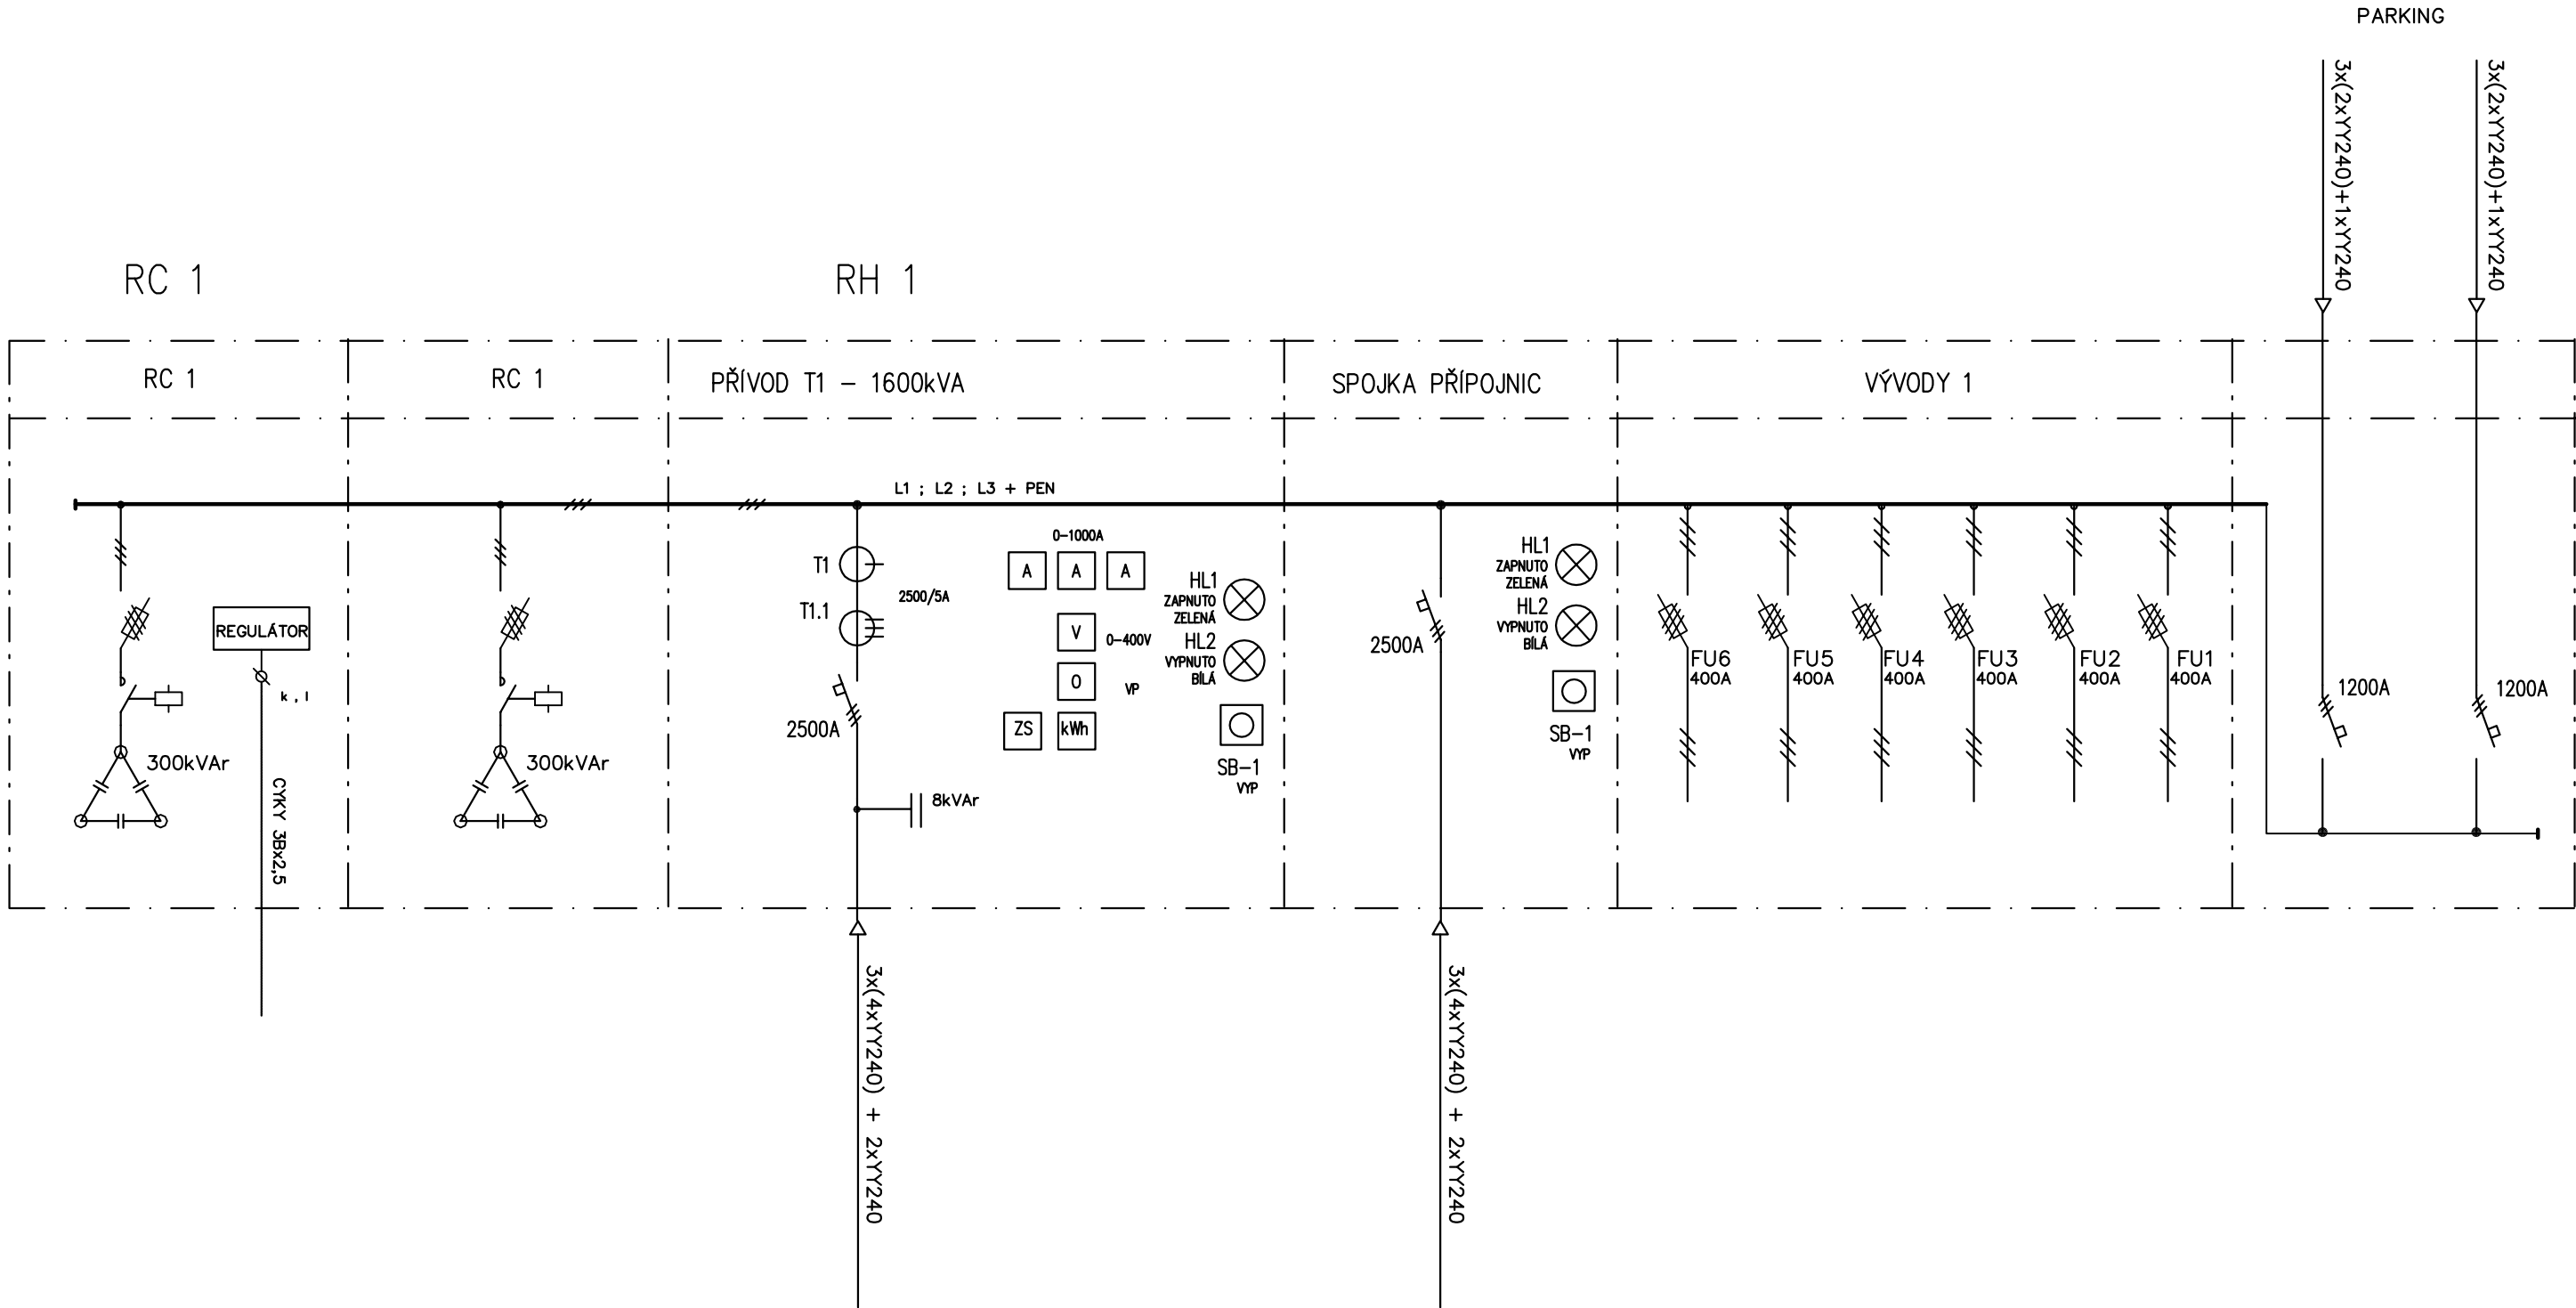 PARKING
3x(2xYY240)+1xYY240
3x(2xYY240)+1xYY240
RC 1
RH 1
RC 1
RC 1
PŘÍVOD T1 – 1600kVA
SPOJKA PŘÍPOJNIC
VÝVODY 1
L1 ; L2 ; L3 + PEN
REGULÁTOR
k , l
300kVAr
CYKY 3Bx2,5
300kVAr
T1
T1.1
2500/5A
2500A
8kVAr
0–1000A
A
A
A
V
0–400V
0
VP
ZS
kWh
HL1
ZAPNUTO
ZELENÁ
HL2
VYPNUTO
BÍLÁ
SB–1
VYP
2500A
HL1
ZAPNUTO
ZELENÁ
HL2
VYPNUTO
BÍLÁ
SB–1
VYP
FU6
400A
FU5
400A
FU4
400A
FU3
400A
FU2
400A
FU1
400A
1200A
1200A
3x(4xYY240) + 2xYY240
3x(4xYY240) + 2xYY240